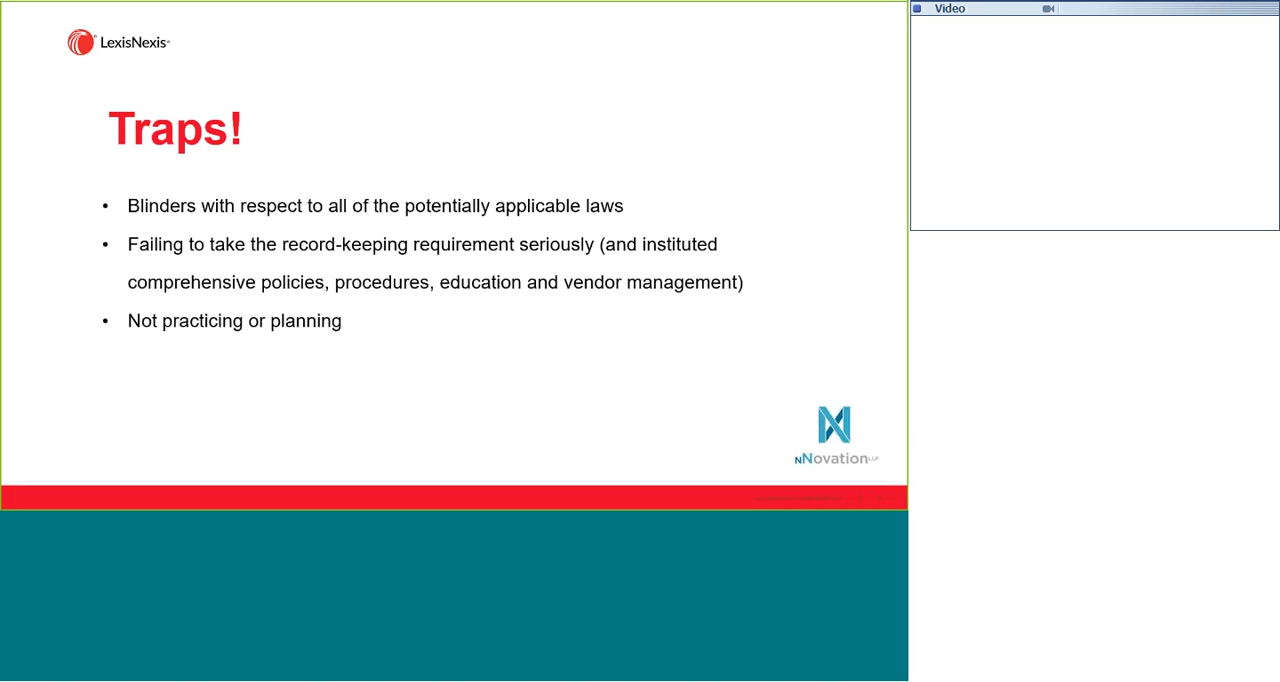 Video
LexisNexis®
Traps!
• Blinders with respect to all of the potentially applicable laws
• Failing to take the record-keeping requirement seriously (and instituted
comprehensive policies, procedures, education and vendor management)
• Not practicing or planning
NNovation LLP